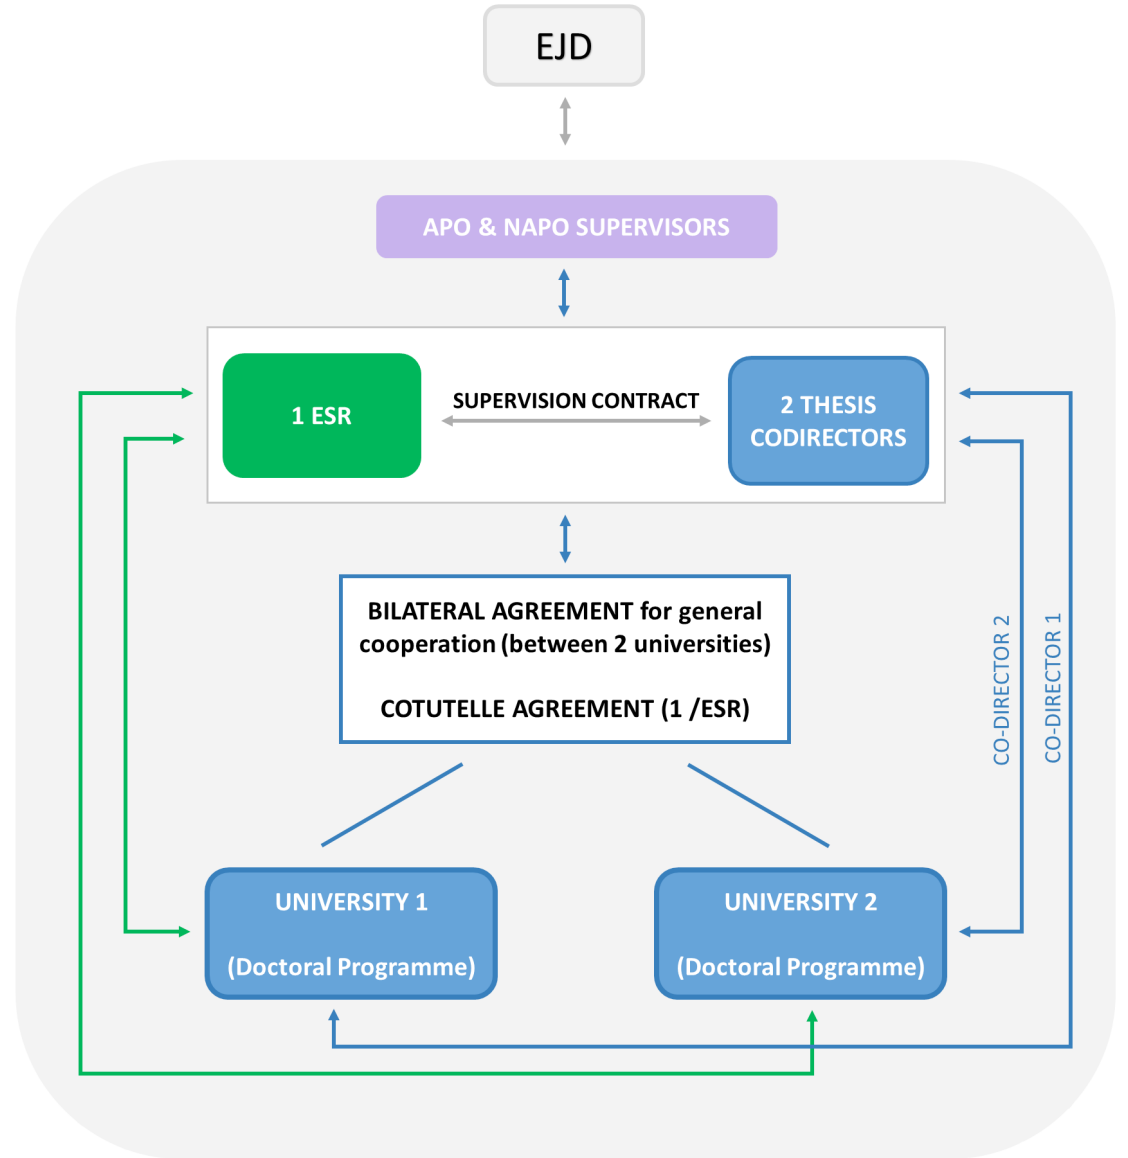 EJD
APO & NAPO SUPERVISORS
1 ESR
SUPERVISION CONTRACT
2 THESIS
CODIRECTORS
BILATERAL AGREEMENT for general
cooperation (between 2 universities)
COTUTELLE AGREEMENT (1 /ESR)
CO-DIRECTOR 2
CO-DIRECTOR 1
UNIVERSITY 1
(Doctoral Programme)
UNIVERSITY 2
(Doctoral Programme)